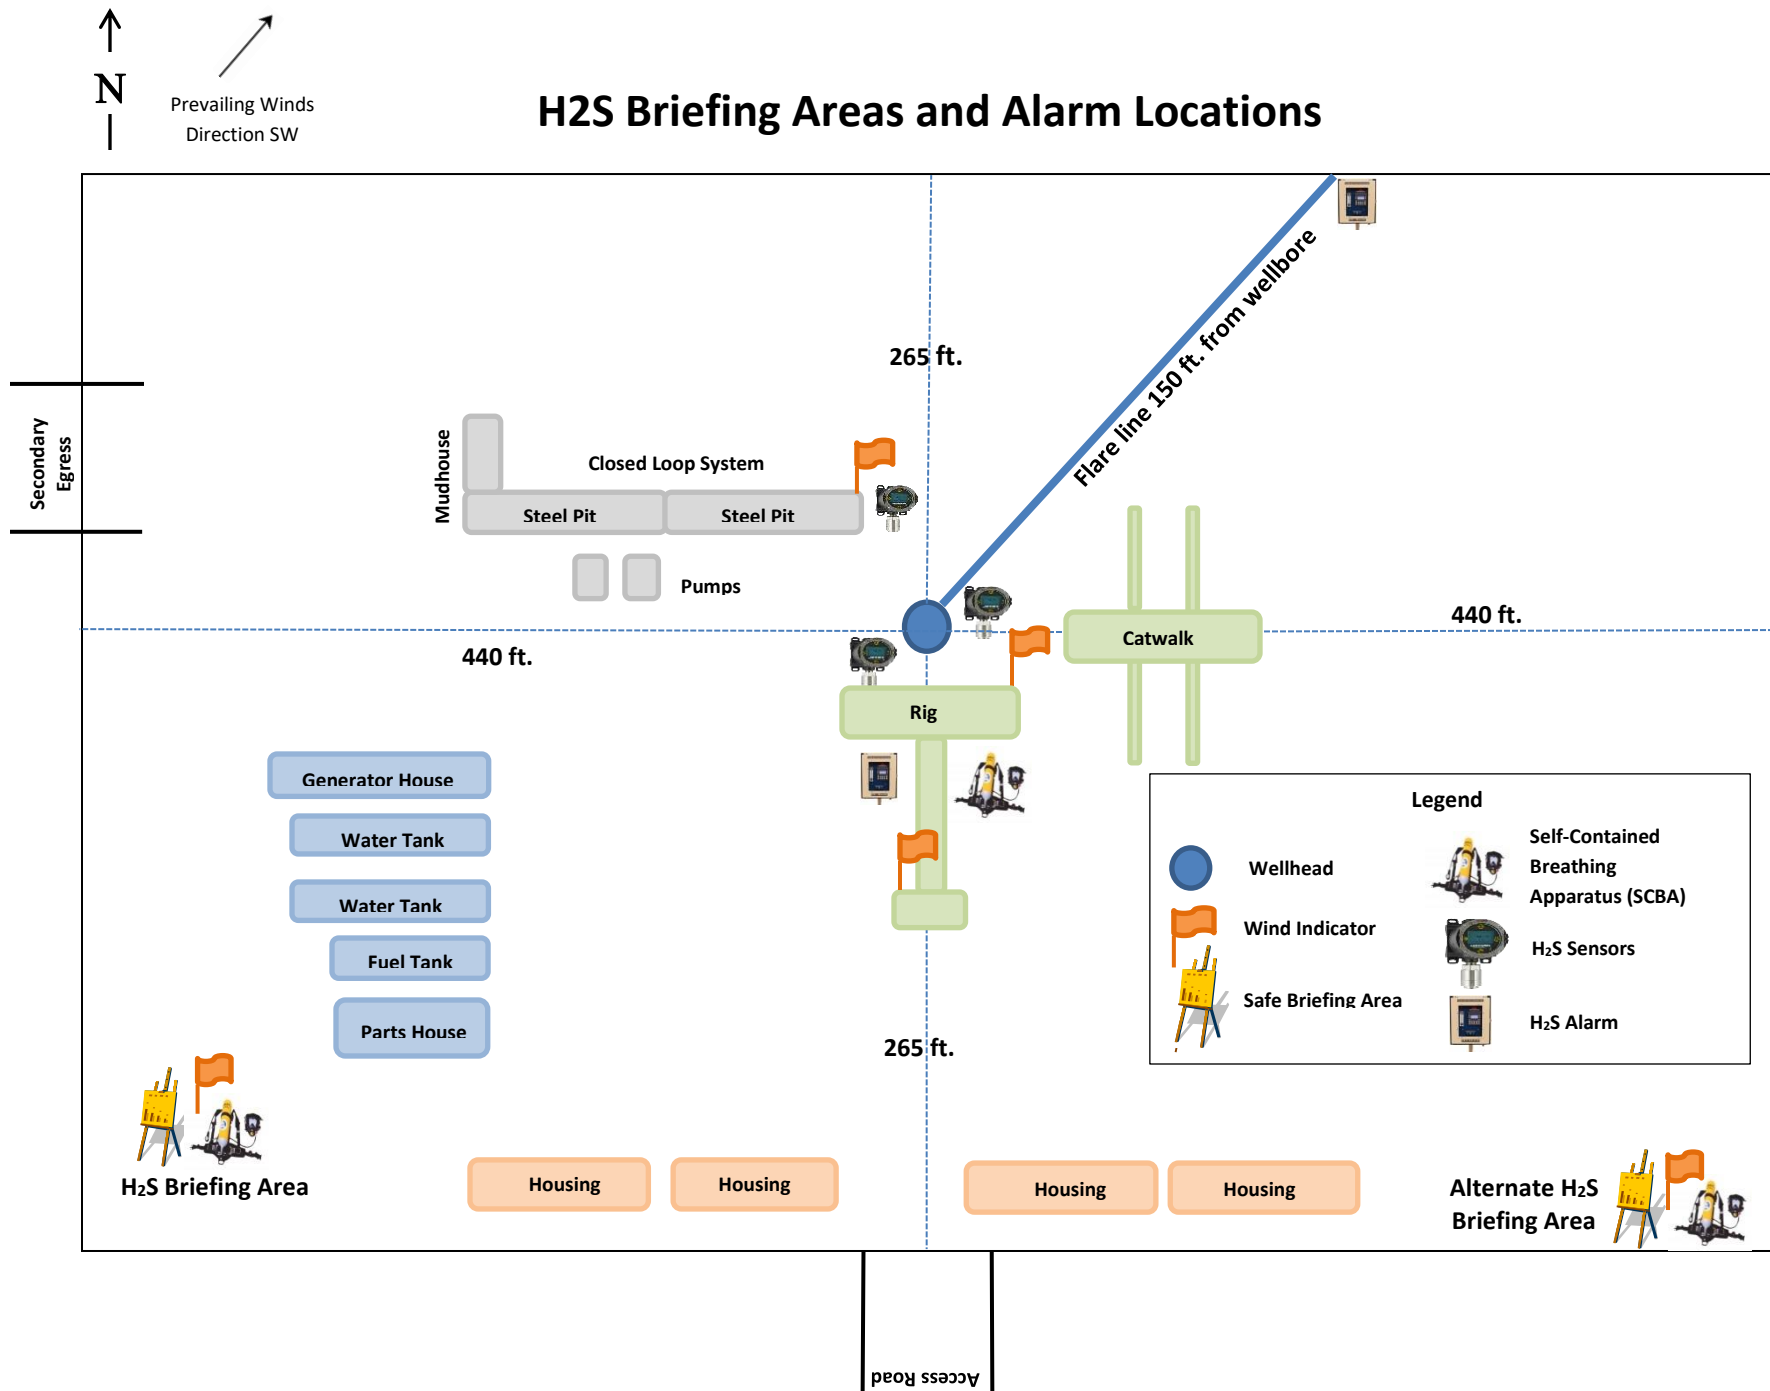 N
Prevailing Winds
Direction SW
H2S Briefing Areas and Alarm Locations
Flare line 150 ft. from wellbore
265 ft.
Secondary
Egress
Mudhouse
Closed Loop System
Steel Pit
Steel Pit
Pumps
440 ft.
Catwalk
440 ft.
Rig
Generator House
Water Tank
Water Tank
Fuel Tank
Parts House
265 ft.
Legend
Wellhead
Wind Indicator
Safe Briefing Area
Self-Contained
Breathing
Apparatus (SCBA)
H₂S Sensors
H₂S Alarm
H₂S Briefing Area
Housing
Housing
Housing
Housing
Alternate H₂S
Briefing Area
Access Road